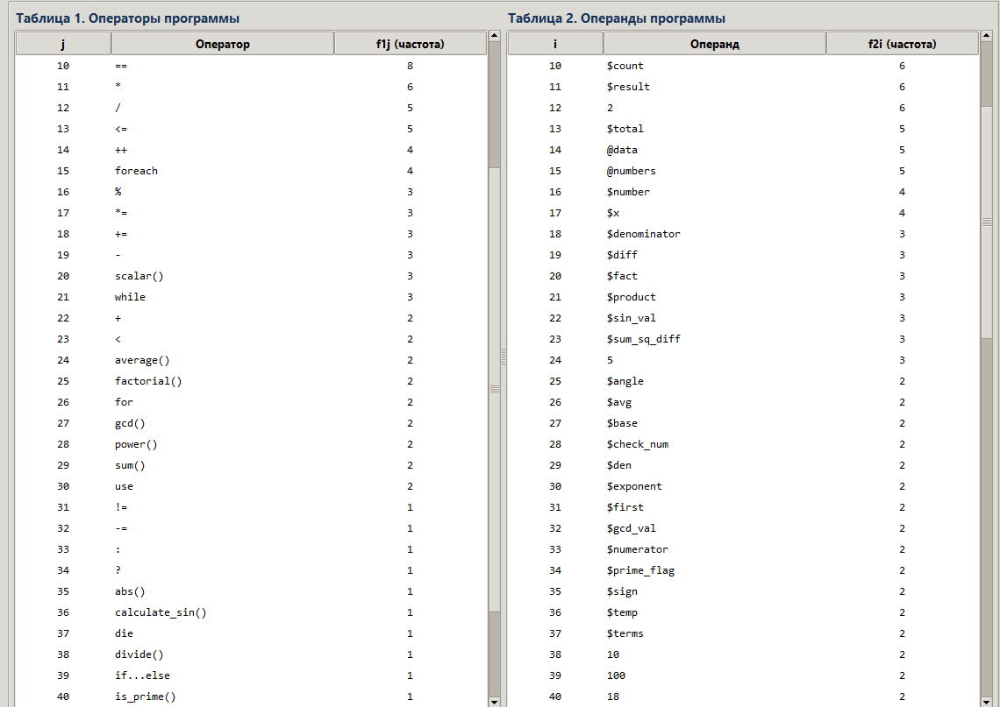 Таблица 1. Операторы программы
j Оператор f1j (частота)
10 == 8
11 * 6
12 / 5
13 <= 5
14 ++ 4
15 foreach 4
16 % 3
17 *= 3
18 += 3
19 - 3
20 scalar() 3
21 while 3
22 + 2
23 < 2
24 average() 2
25 factorial() 2
26 for 2
27 gcd() 2
28 power() 2
29 sum() 2
30 use 2
31 != 1
32 -= 1
33 : 1
34 ? 1
35 abs() 1
36 calculate_sin() 1
37 die 1
38 divide() 1
39 if...else 1
40 is_prime() 1
Таблица 2. Операнды программы
i Операнд f2i (частота)
10 $count 6
11 $result 6
12 2 6
13 $total 5
14 @data 5
15 @numbers 5
16 $number 4
17 $x 4
18 $denominator 3
19 $diff 3
20 $fact 3
21 $product 3
22 $sin_val 3
23 $sum_sq_diff 3
24 5 3
25 $angle 2
26 $avg 2
27 $base 2
28 $check_num 2
29 $den 2
30 $exponent 2
31 $first 2
32 $gcd_val 2
33 $numerator 2
34 $prime_flag 2
35 $sign 2
36 $temp 2
37 $terms 2
38 10 2
39 100 2
40 18 2